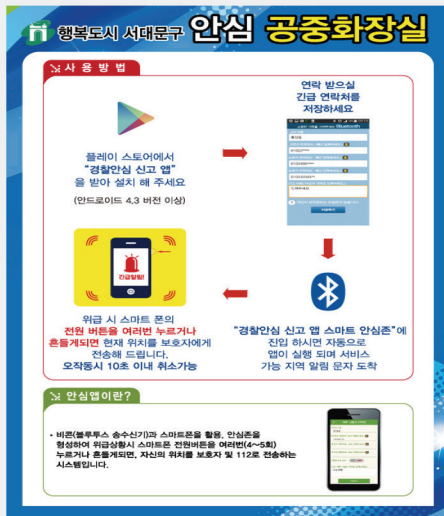 행복도시 서대문구 안심 공중화장실
사용방법
플레이 스토어에서
"경찰안심 신고 앱"
을 받아 설치 해 주세요
(안드로이드 4.3 버전 이상)
연락 받으실
긴급 연락처를
저장하세요
"경찰안심 신고 앱 스마트 안심존"에
진입 하시면 자동으로
앱이 실행 되며 서비스
가능 지역 알림 문자 도착
긴급알림!
위급 시 스마트 폰의
전원 버튼을 여러번 누르거나
흔들게되면 현재 위치를 보호자에게
전송해 드립니다.
오작동시 10초 이내 취소가능
안심앱이란?
• 비콘(블루투스 송수신기)과 스마트폰을 활용, 안심존을
형성하여 위급상황시 스마트폰 전원버튼을 여러번(4~5회)
누르거나 흔들게되면, 자신의 위치를 보호자 및 112로 전송하는
시스템입니다.